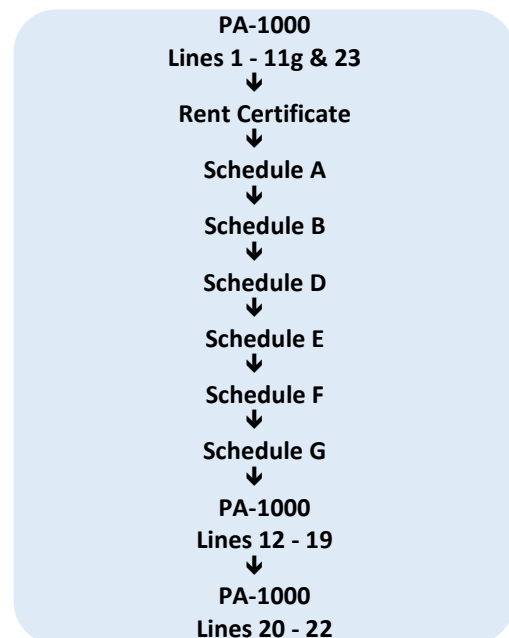 PA-1000
Lines 1 - 11g & 23
Rent Certificate
Schedule A
Schedule B
Schedule D
Schedule E
Schedule F
Schedule G
PA-1000
Lines 12 - 19
PA-1000
Lines 20 - 22